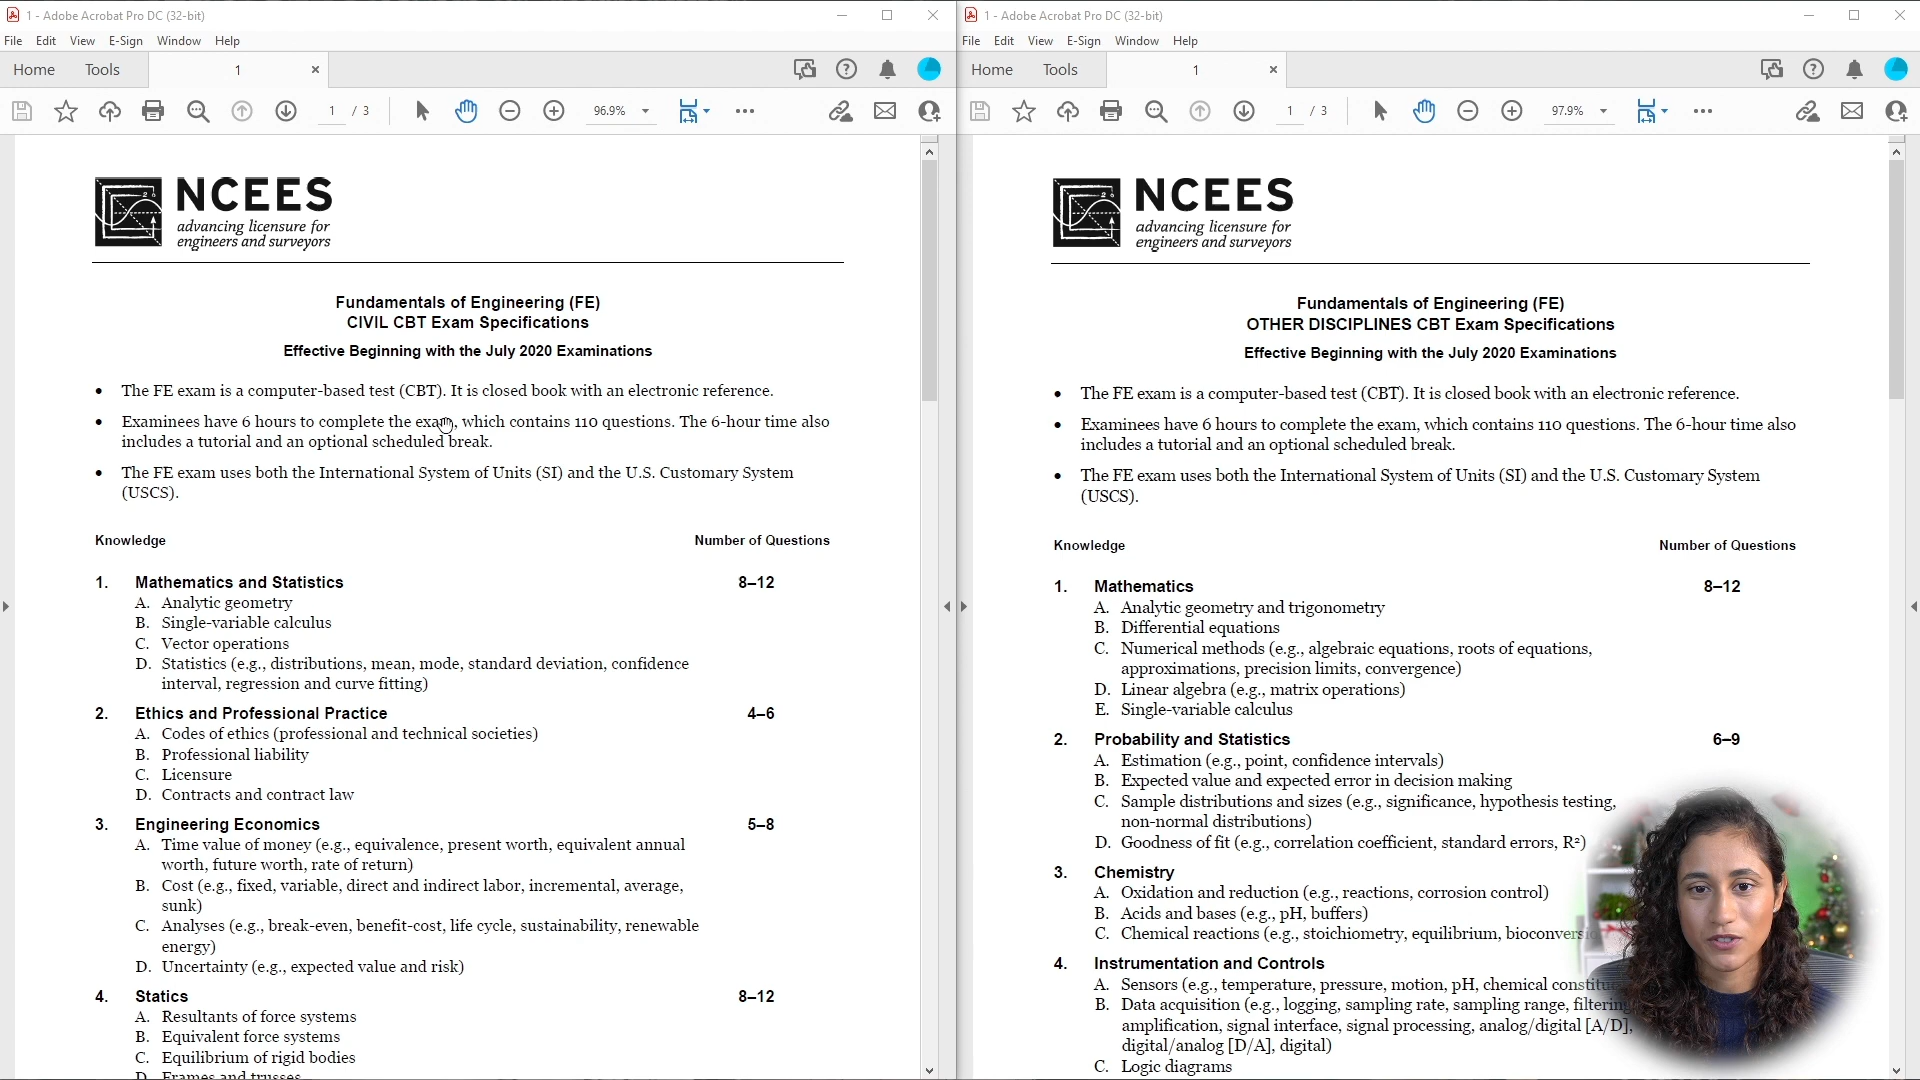 1 - Adobe Acrobat Pro DC (32-bit)
File Edit View E-Sign Window Help
Home Tools 1
1 / 3 96.9%
NCEES
advancing licensure for
engineers and surveyors
Fundamentals of Engineering (FE)
CIVIL CBT Exam Specifications
Effective Beginning with the July 2020 Examinations
• The FE exam is a computer-based test (CBT). It is closed book with an electronic reference.
• Examinees have 6 hours to complete the exam, which contains 110 questions. The 6-hour time also
includes a tutorial and an optional scheduled break.
• The FE exam uses both the International System of Units (SI) and the U.S. Customary System
(USCS).
Knowledge Number of Questions
1. Mathematics and Statistics 8–12
A. Analytic geometry
B. Single-variable calculus
C. Vector operations
D. Statistics (e.g., distributions, mean, mode, standard deviation, confidence
interval, regression and curve fitting)
2. Ethics and Professional Practice 4–6
A. Codes of ethics (professional and technical societies)
B. Professional liability
C. Licensure
D. Contracts and contract law
3. Engineering Economics 5–8
A. Time value of money (e.g., equivalence, present worth, equivalent annual
worth, future worth, rate of return)
B. Cost (e.g., fixed, variable, direct and indirect labor, incremental, average,
sunk)
C. Analyses (e.g., break-even, benefit-cost, life cycle, sustainability, renewable
energy)
D. Uncertainty (e.g., expected value and risk)
4. Statics 8–12
A. Resultants of force systems
B. Equivalent force systems
C. Equilibrium of rigid bodies
D. Frames and trusses
1 - Adobe Acrobat Pro DC (32-bit)
File Edit View E-Sign Window Help
Home Tools 1
1 / 3 97.9%
NCEES
advancing licensure for
engineers and surveyors
Fundamentals of Engineering (FE)
OTHER DISCIPLINES CBT Exam Specifications
Effective Beginning with the July 2020 Examinations
• The FE exam is a computer-based test (CBT). It is closed book with an electronic reference.
• Examinees have 6 hours to complete the exam, which contains 110 questions. The 6-hour time also
includes a tutorial and an optional scheduled break.
• The FE exam uses both the International System of Units (SI) and the U.S. Customary System
(USCS).
Knowledge Number of Questions
1. Mathematics 8–12
A. Analytic geometry and trigonometry
B. Differential equations
C. Numerical methods (e.g., algebraic equations, roots of equations,
approximations, precision limits, convergence)
D. Linear algebra (e.g., matrix operations)
E. Single-variable calculus
2. Probability and Statistics 6–9
A. Estimation (e.g., point, confidence intervals)
B. Expected value and expected error in decision making
C. Sample distributions and sizes (e.g., significance, hypothesis testing,
non-normal distributions)
D. Goodness of fit (e.g., correlation coefficient, standard errors, R²)
3. Chemistry
A. Oxidation and reduction (e.g., reactions, corrosion control)
B. Acids and bases (e.g., pH, buffers)
C. Chemical reactions (e.g., stoichiometry, equilibrium,
4. Instrumentation and Controls
A. Sensors (e.g., temperature, pressure, motion, pH, chemical
B. Data acquisition (e.g., logging, sampling rate, sampling range, filtering,
amplification, signal interface, signal processing, analog/digital [A/D],
digital/analog [D/A], digital)
C. Logic diagrams